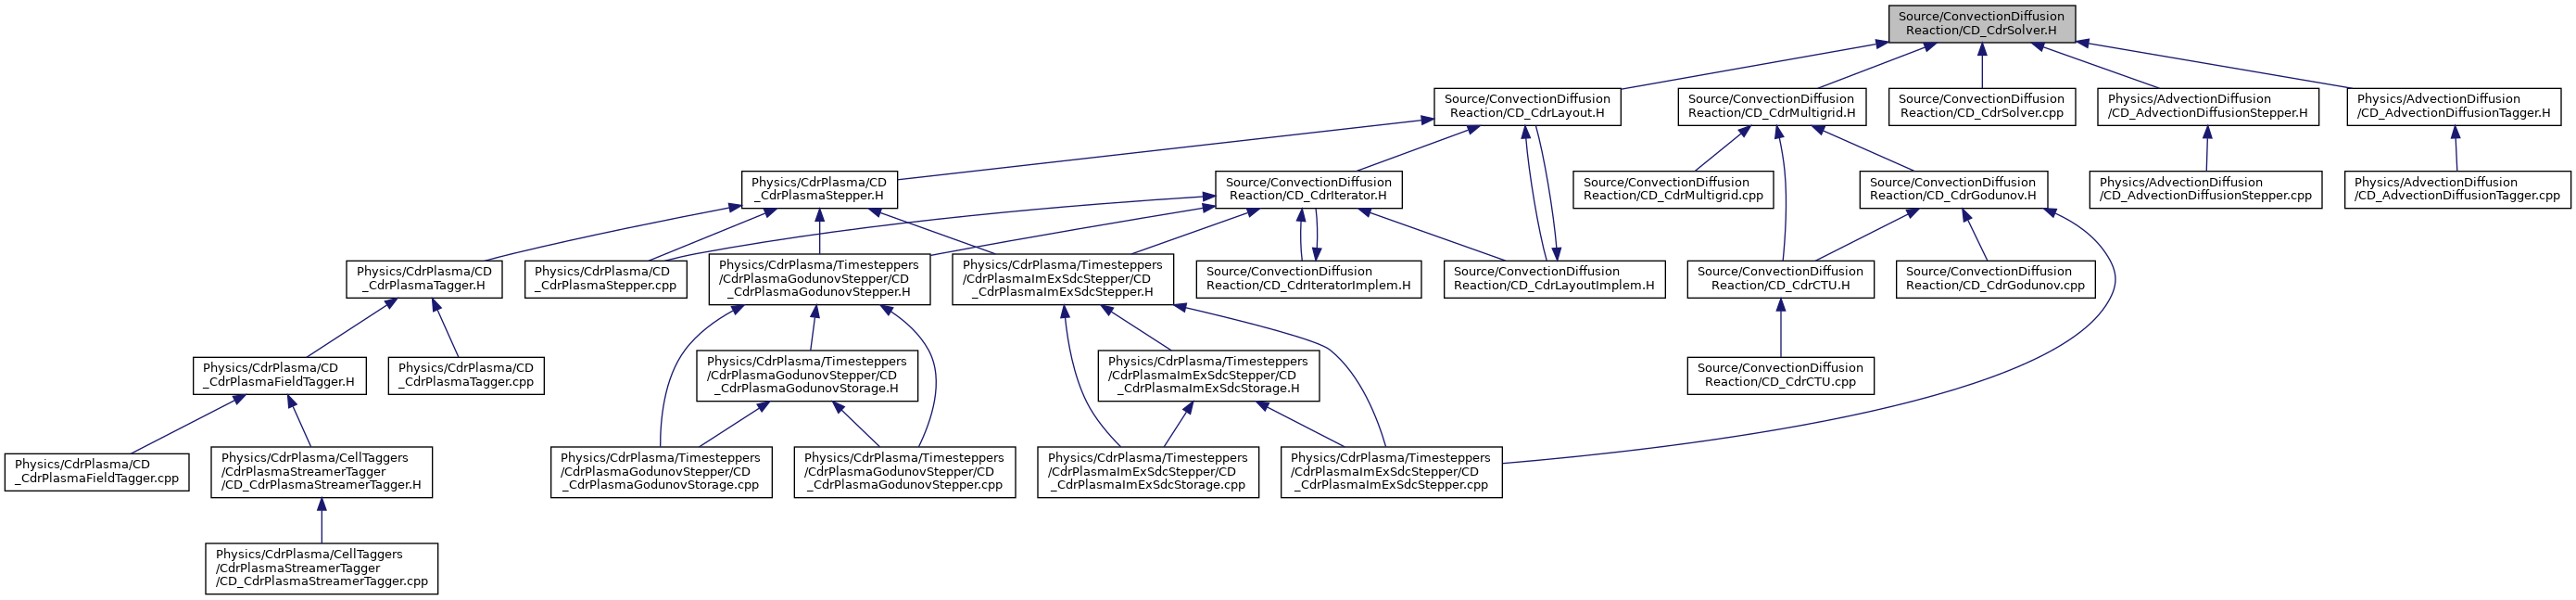 Source/ConvectionDiffusion
Reaction/CD_CdrSolver.H
Source/ConvectionDiffusion
Reaction/CD_CdrLayout.H
Source/ConvectionDiffusion
Reaction/CD_CdrMultigrid.H
Source/ConvectionDiffusion
Reaction/CD_CdrSolver.cpp
Physics/AdvectionDiffusion
/CD_AdvectionDiffusionStepper.H
Physics/AdvectionDiffusion
/CD_AdvectionDiffusionTagger.H
Physics/CdrPlasma/CD
_CdrPlasmaStepper.H
Source/ConvectionDiffusion
Reaction/CD_CdrIterator.H
Source/ConvectionDiffusion
Reaction/CD_CdrMultigrid.cpp
Source/ConvectionDiffusion
Reaction/CD_CdrGodunov.H
Physics/AdvectionDiffusion
/CD_AdvectionDiffusionStepper.cpp
Physics/AdvectionDiffusion
/CD_AdvectionDiffusionTagger.cpp
Physics/CdrPlasma/CD
_CdrPlasmaTagger.H
Physics/CdrPlasma/CD
_CdrPlasmaStepper.cpp
Physics/CdrPlasma/Timesteppers
/CdrPlasmaGodunovStepper/CD
_CdrPlasmaGodunovStepper.H
Physics/CdrPlasma/Timesteppers
/CdrPlasmaImExSdcStepper/CD
_CdrPlasmaImExSdcStepper.H
Source/ConvectionDiffusion
Reaction/CD_CdrIteratorImplem.H
Source/ConvectionDiffusion
Reaction/CD_CdrLayoutImplem.H
Source/ConvectionDiffusion
Reaction/CD_CdrCTU.H
Source/ConvectionDiffusion
Reaction/CD_CdrGodunov.cpp
Physics/CdrPlasma/CD
_CdrPlasmaFieldTagger.H
Physics/CdrPlasma/CD
_CdrPlasmaTagger.cpp
Physics/CdrPlasma/Timesteppers
/CdrPlasmaGodunovStepper/CD
_CdrPlasmaGodunovStorage.H
Physics/CdrPlasma/Timesteppers
/CdrPlasmaImExSdcStepper/CD
_CdrPlasmaImExSdcStorage.H
Source/ConvectionDiffusion
Reaction/CD_CdrCTU.cpp
Physics/CdrPlasma/CD
_CdrPlasmaFieldTagger.cpp
Physics/CdrPlasma/CellTaggers
/CdrPlasmaStreamerTagger
/CD_CdrPlasmaStreamerTagger.H
Physics/CdrPlasma/Timesteppers
/CdrPlasmaGodunovStepper/CD
_CdrPlasmaGodunovStorage.cpp
Physics/CdrPlasma/Timesteppers
/CdrPlasmaGodunovStepper/CD
_CdrPlasmaGodunovStepper.cpp
Physics/CdrPlasma/Timesteppers
/CdrPlasmaImExSdcStepper/CD
_CdrPlasmaImExSdcStorage.cpp
Physics/CdrPlasma/Timesteppers
/CdrPlasmaImExSdcStepper/CD
_CdrPlasmaImExSdcStepper.cpp
Physics/CdrPlasma/CellTaggers
/CdrPlasmaStreamerTagger
/CD_CdrPlasmaStreamerTagger.cpp